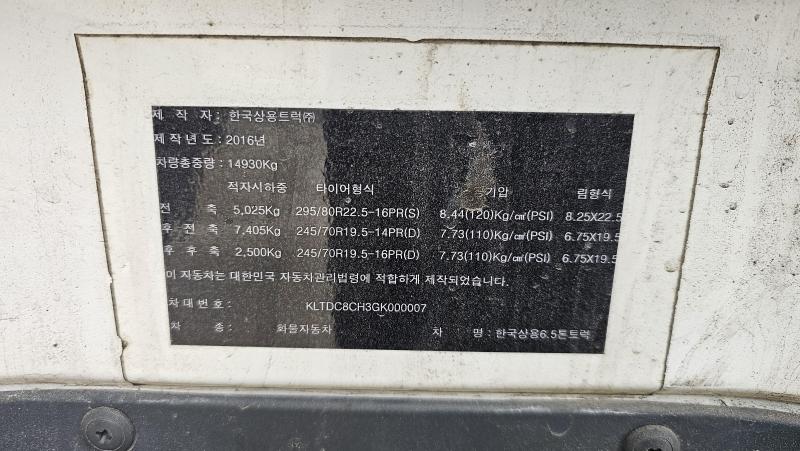 제 작 자 : 한국상용트럭㈜
제 작 년 도 : 2016년
차량총중량 : 14930Kg
적차시하중 타이어형식 공기압 림형식
전 축 5,025Kg 295/80R22.5-16PR(S) 8.44(120)Kg/㎠(PSI) 8.25X22.5
후 전 축 7,405Kg 245/70R19.5-14PR(D) 7.73(110)Kg/㎠(PSI) 6.75X19.5
후 후 축 2,500Kg 245/70R19.5-16PR(D) 7.73(110)Kg/㎠(PSI) 6.75X19.5
이 자동차는 대한민국 자동차관리법령에 적합하게 제작되었습니다.
차 대 번 호 : KLTDC8CH3GK000007
차 종 : 화물자동차 차 명 : 한국상용6.5톤트럭